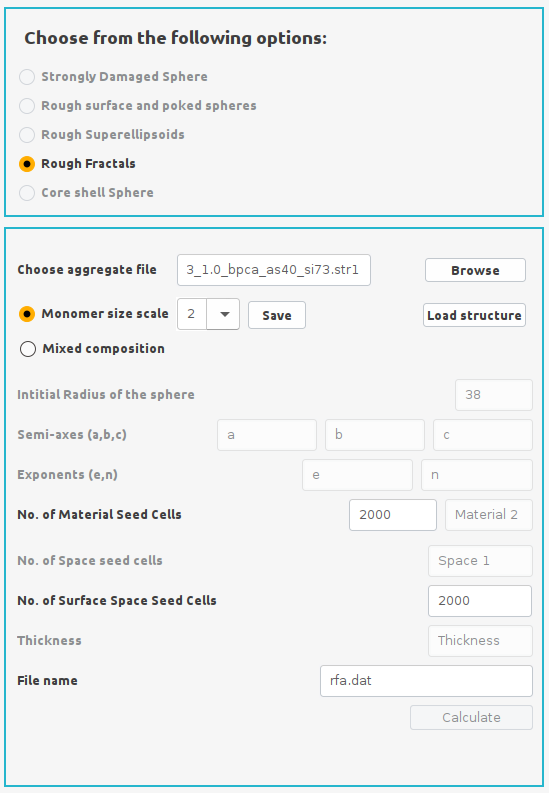 Choose from the following options:
Strongly Damaged Sphere
Rough surface and poked spheres
Rough Superellipsoids
Rough Fractals
Core shell Sphere
Choose aggregate file 3_1.0_bpca_as40_si73.str1 Browse
Monomer size scale 2 Save Load structure
Mixed composition
Intitial Radius of the sphere 38
Semi-axes (a,b,c) a b c
Exponents (e,n) e n
No. of Material Seed Cells 2000 Material 2
No. of Space seed cells Space 1
No. of Surface Space Seed Cells 2000
Thickness Thickness
File name rfa.dat
Calculate